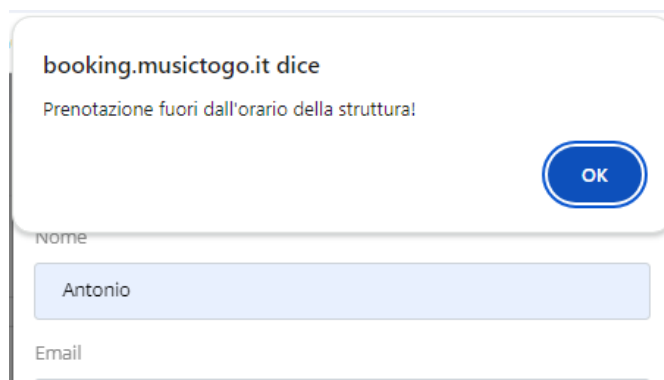 booking.musictogo.it dice
Prenotazione fuori dall'orario della struttura!
OK
Nome
Antonio
Email